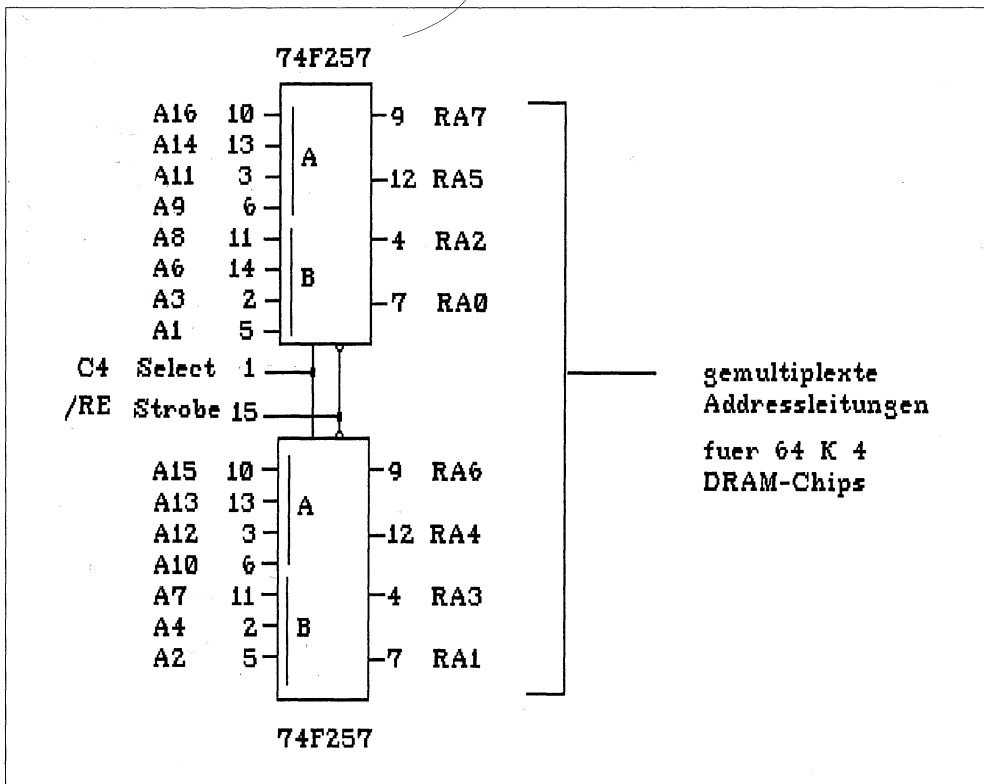 74F257
A16 10 9 RA7
A14 13
A
A11 3 12 RA5
A9 6
A8 11 4 RA2
A6 14
B
A3 2 7 RA0
A1 5
C4 Select 1
/RE Strobe 15
gemultiplexte
Addressleitungen
fuer 64 K 4
DRAM-Chips
A15 10 9 RA6
A13 13
A
A12 3 12 RA4
A10 6
A7 11 4 RA3
A4 2 B
A2 5 7 RA1
74F257